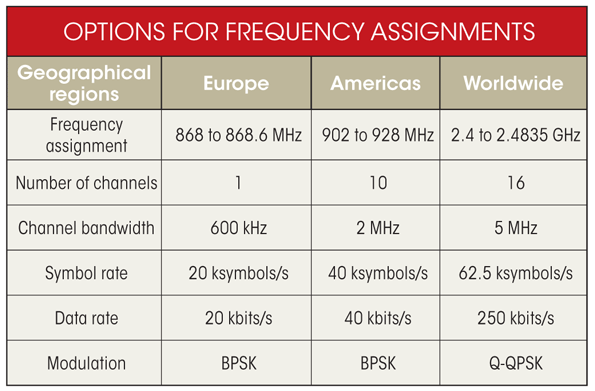 OPTIONS FOR FREQUENCY ASSIGNMENTS
Geographical regions Europe Americas Worldwide
Frequency assignment 868 to 868.6 MHz 902 to 928 MHz 2.4 to 2.4835 GHz
Number of channels 1 10 16
Channel bandwidth 600 kHz 2 MHz 5 MHz
Symbol rate 20 ksymbols/s 40 ksymbols/s 62.5 ksymbols/s
Data rate 20 kbits/s 40 kbits/s 250 kbits/s
Modulation BPSK BPSK Q-QPSK